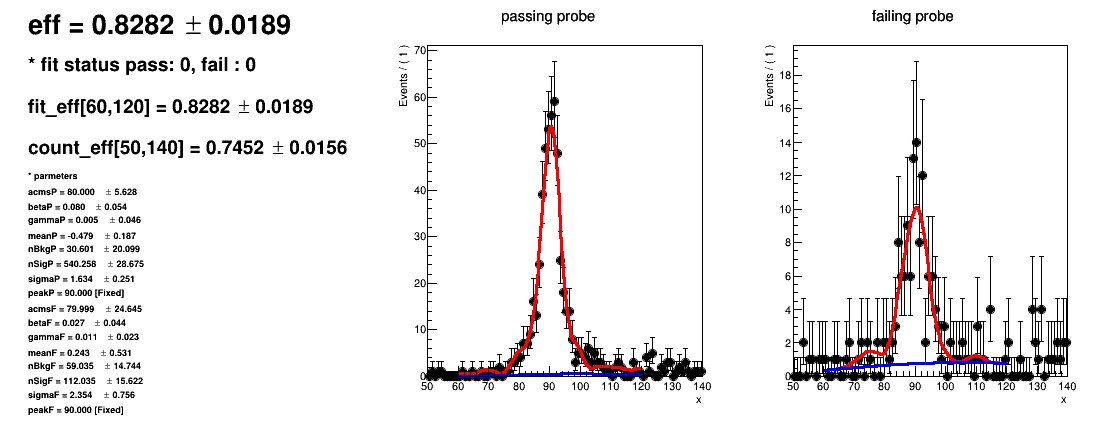 eff = 0.8282 ± 0.0189
* fit status pass: 0, fail : 0
fit_eff[60,120] = 0.8282 ± 0.0189
count_eff[50,140] = 0.7452 ± 0.0156
* parmeters
acmsP = 80.000 ± 5.628
betaP = 0.080 ± 0.054
gammaP = 0.005 ± 0.046
meanP = -0.479 ± 0.187
nBkgP = 30.601 ± 20.099
nSigP = 540.258 ± 28.675
sigmaP = 1.634 ± 0.251
peakP = 90.000 [Fixed]
acmsF = 79.999 ± 24.645
betaF = 0.027 ± 0.044
gammaF = 0.011 ± 0.023
meanF = 0.243 ± 0.531
nBkgF = 59.035 ± 14.744
nSigF = 112.035 ± 15.622
sigmaF = 2.354 ± 0.756
peakF = 90.000 [Fixed]
passing probe
Events / ( 1 )
70
60
50
40
30
20
10
0
50 60 70 80 90 100 110 120 130 140
x
failing probe
Events / ( 1 )
18
16
14
12
10
8
6
4
2
0
50 60 70 80 90 100 110 120 130 140
x